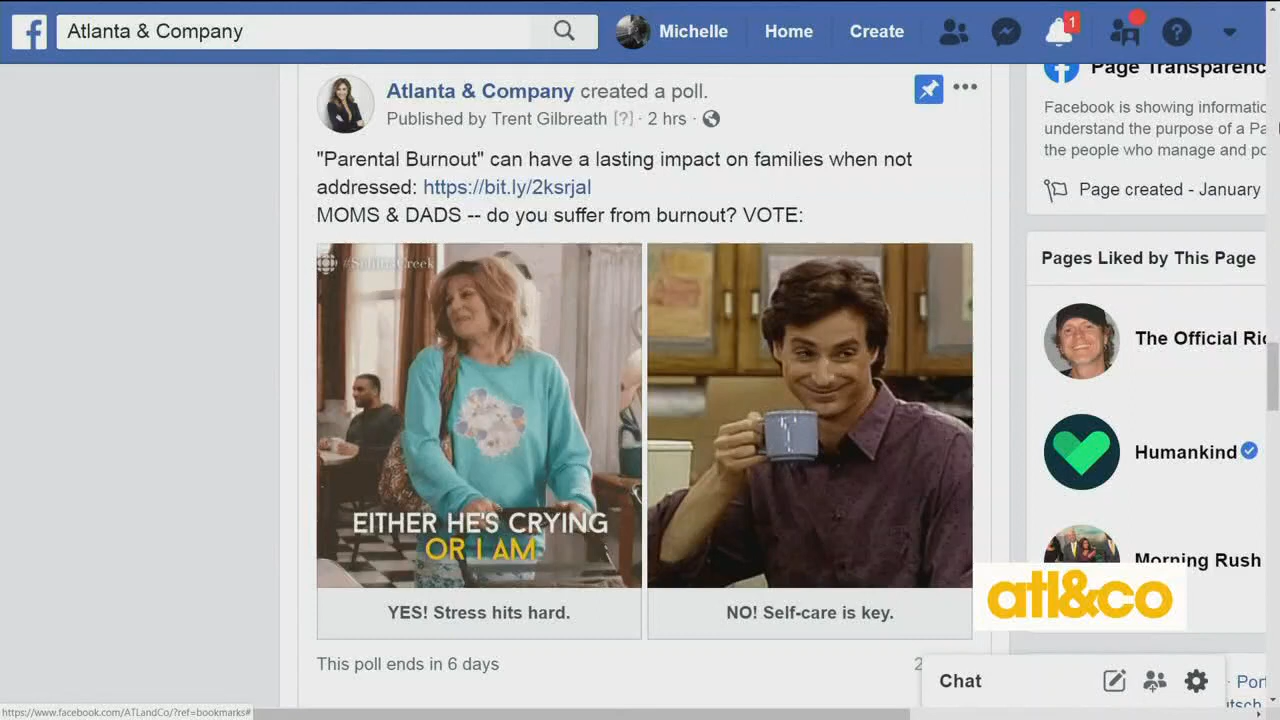 Atlanta & Company
Michelle
Home
Create
1
Atlanta & Company created a poll.
Published by Trent Gilbreath [?] · 2 hrs ·
"Parental Burnout" can have a lasting impact on families when not
addressed: https://bit.ly/2ksrjal
MOMS & DADS -- do you suffer from burnout? VOTE:
EITHER HE'S CRYING
OR I AM
YES! Stress hits hard.
NO! Self-care is key.
This poll ends in 6 days
Page Transparenc
Facebook is showing informatio
understand the purpose of a Pa
the people who manage and po
Page created - January
Pages Liked by This Page
The Official Ri
Humankind
Morning Rush
atl&co
Chat
· Port
https://www.facebook.com/ATLandCo/?ref=bookmarks#